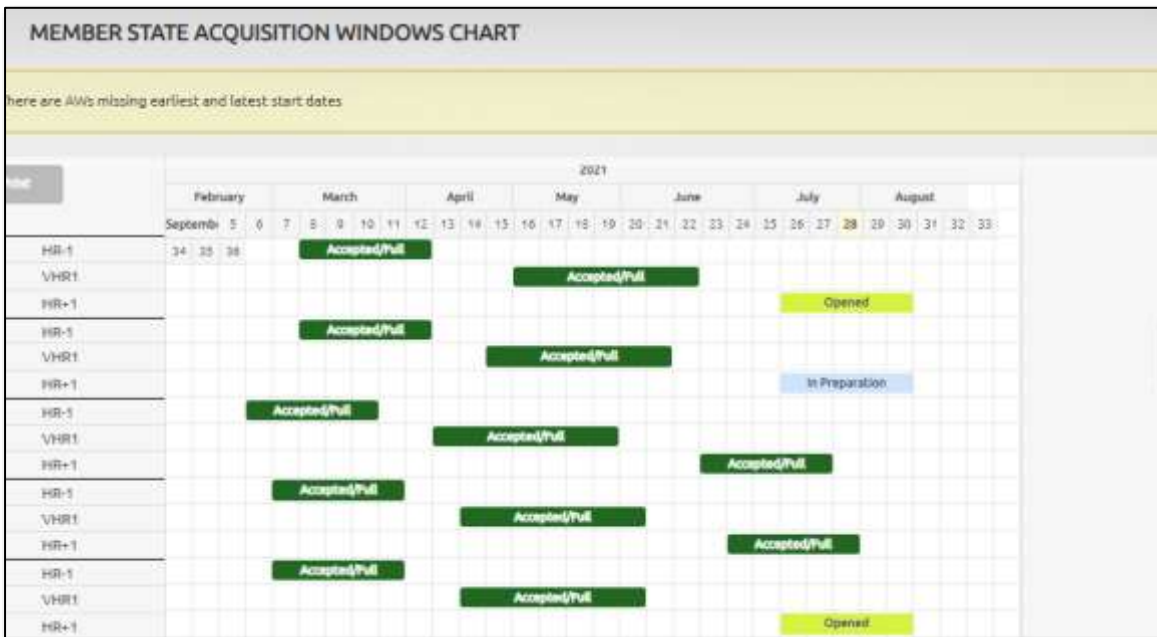 MEMBER STATE ACQUISITION WINDOWS CHART
here are AWs missing earliest and latest start dates
2021
February March April May June July August
Septemb 5 6 7 8 9 10 11 12 13 14 15 16 17 18 19 20 21 22 23 24 25 26 27 28 29 30 31 32 33
HR-1 34 35 36 Accepted/Full
VHR1 Accepted/Full
HR+1 Opened
HR-1 Accepted/Full
VHR1 Accepted/Full
HR+1 In Preparation
HR-1 Accepted/Full
VHR1 Accepted/Full
HR+1 Accepted/Full
HR-1 Accepted/Full
VHR1 Accepted/Full
HR+1 Accepted/Full
HR-1 Accepted/Full
VHR1 Accepted/Full
HR+1 Opened